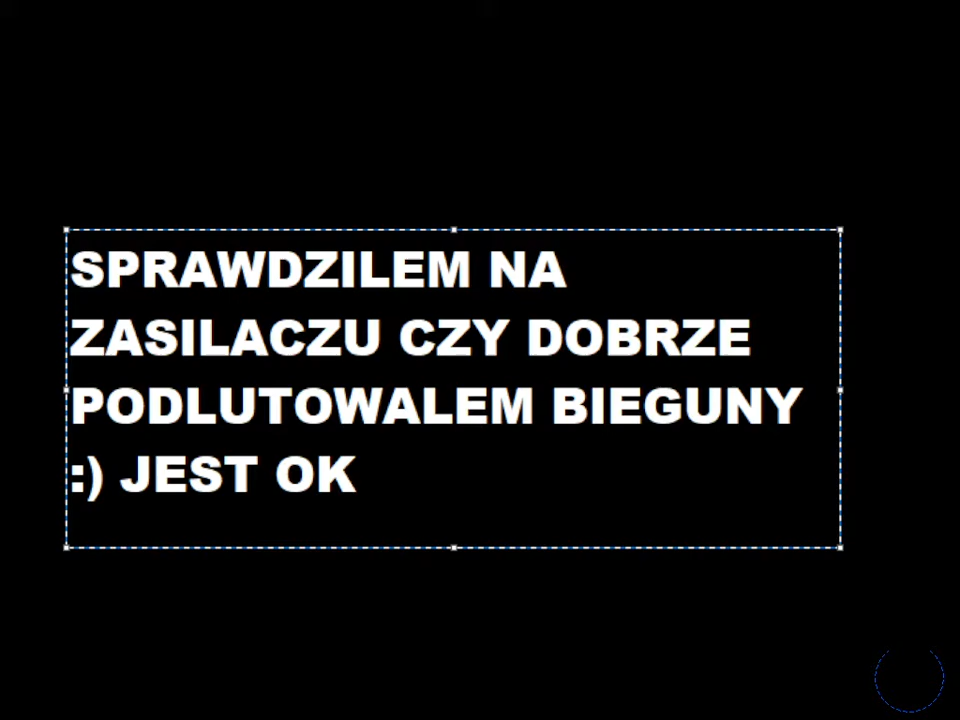 SPRAWDZILEM NA
ZASILACZU CZY DOBRZE
PODLUTOWALEM BIEGUNY
:) JEST OK